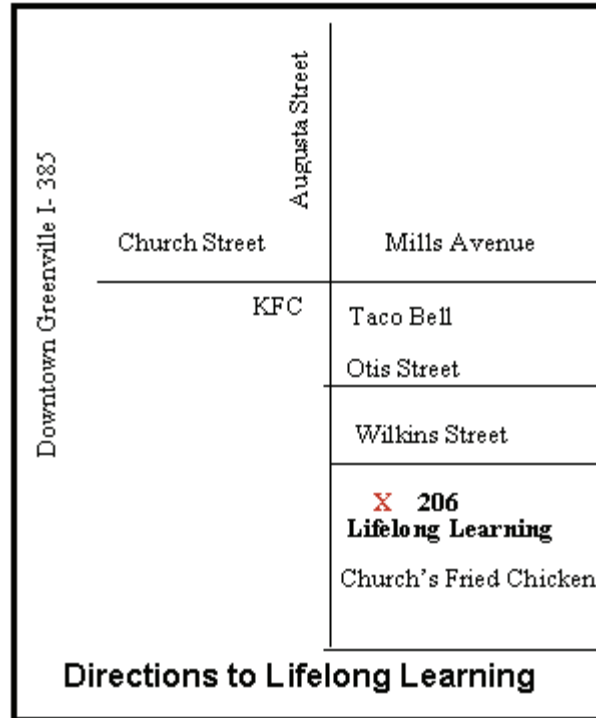 Downtown Greenville I- 385
Augusta Street
Church Street
Mills Avenue
KFC
Taco Bell
Otis Street
Wilkins Street
X 206
Lifelong Learning
Church's Fried Chicken
Directions to Lifelong Learning